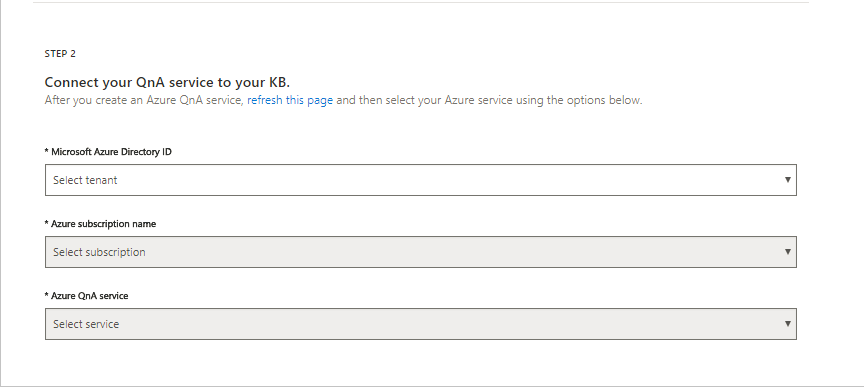 STEP 2
Connect your QnA service to your KB.
After you create an Azure QnA service, refresh this page and then select your Azure service using the options below.
* Microsoft Azure Directory ID
Select tenant
* Azure subscription name
Select subscription
* Azure QnA service
Select service